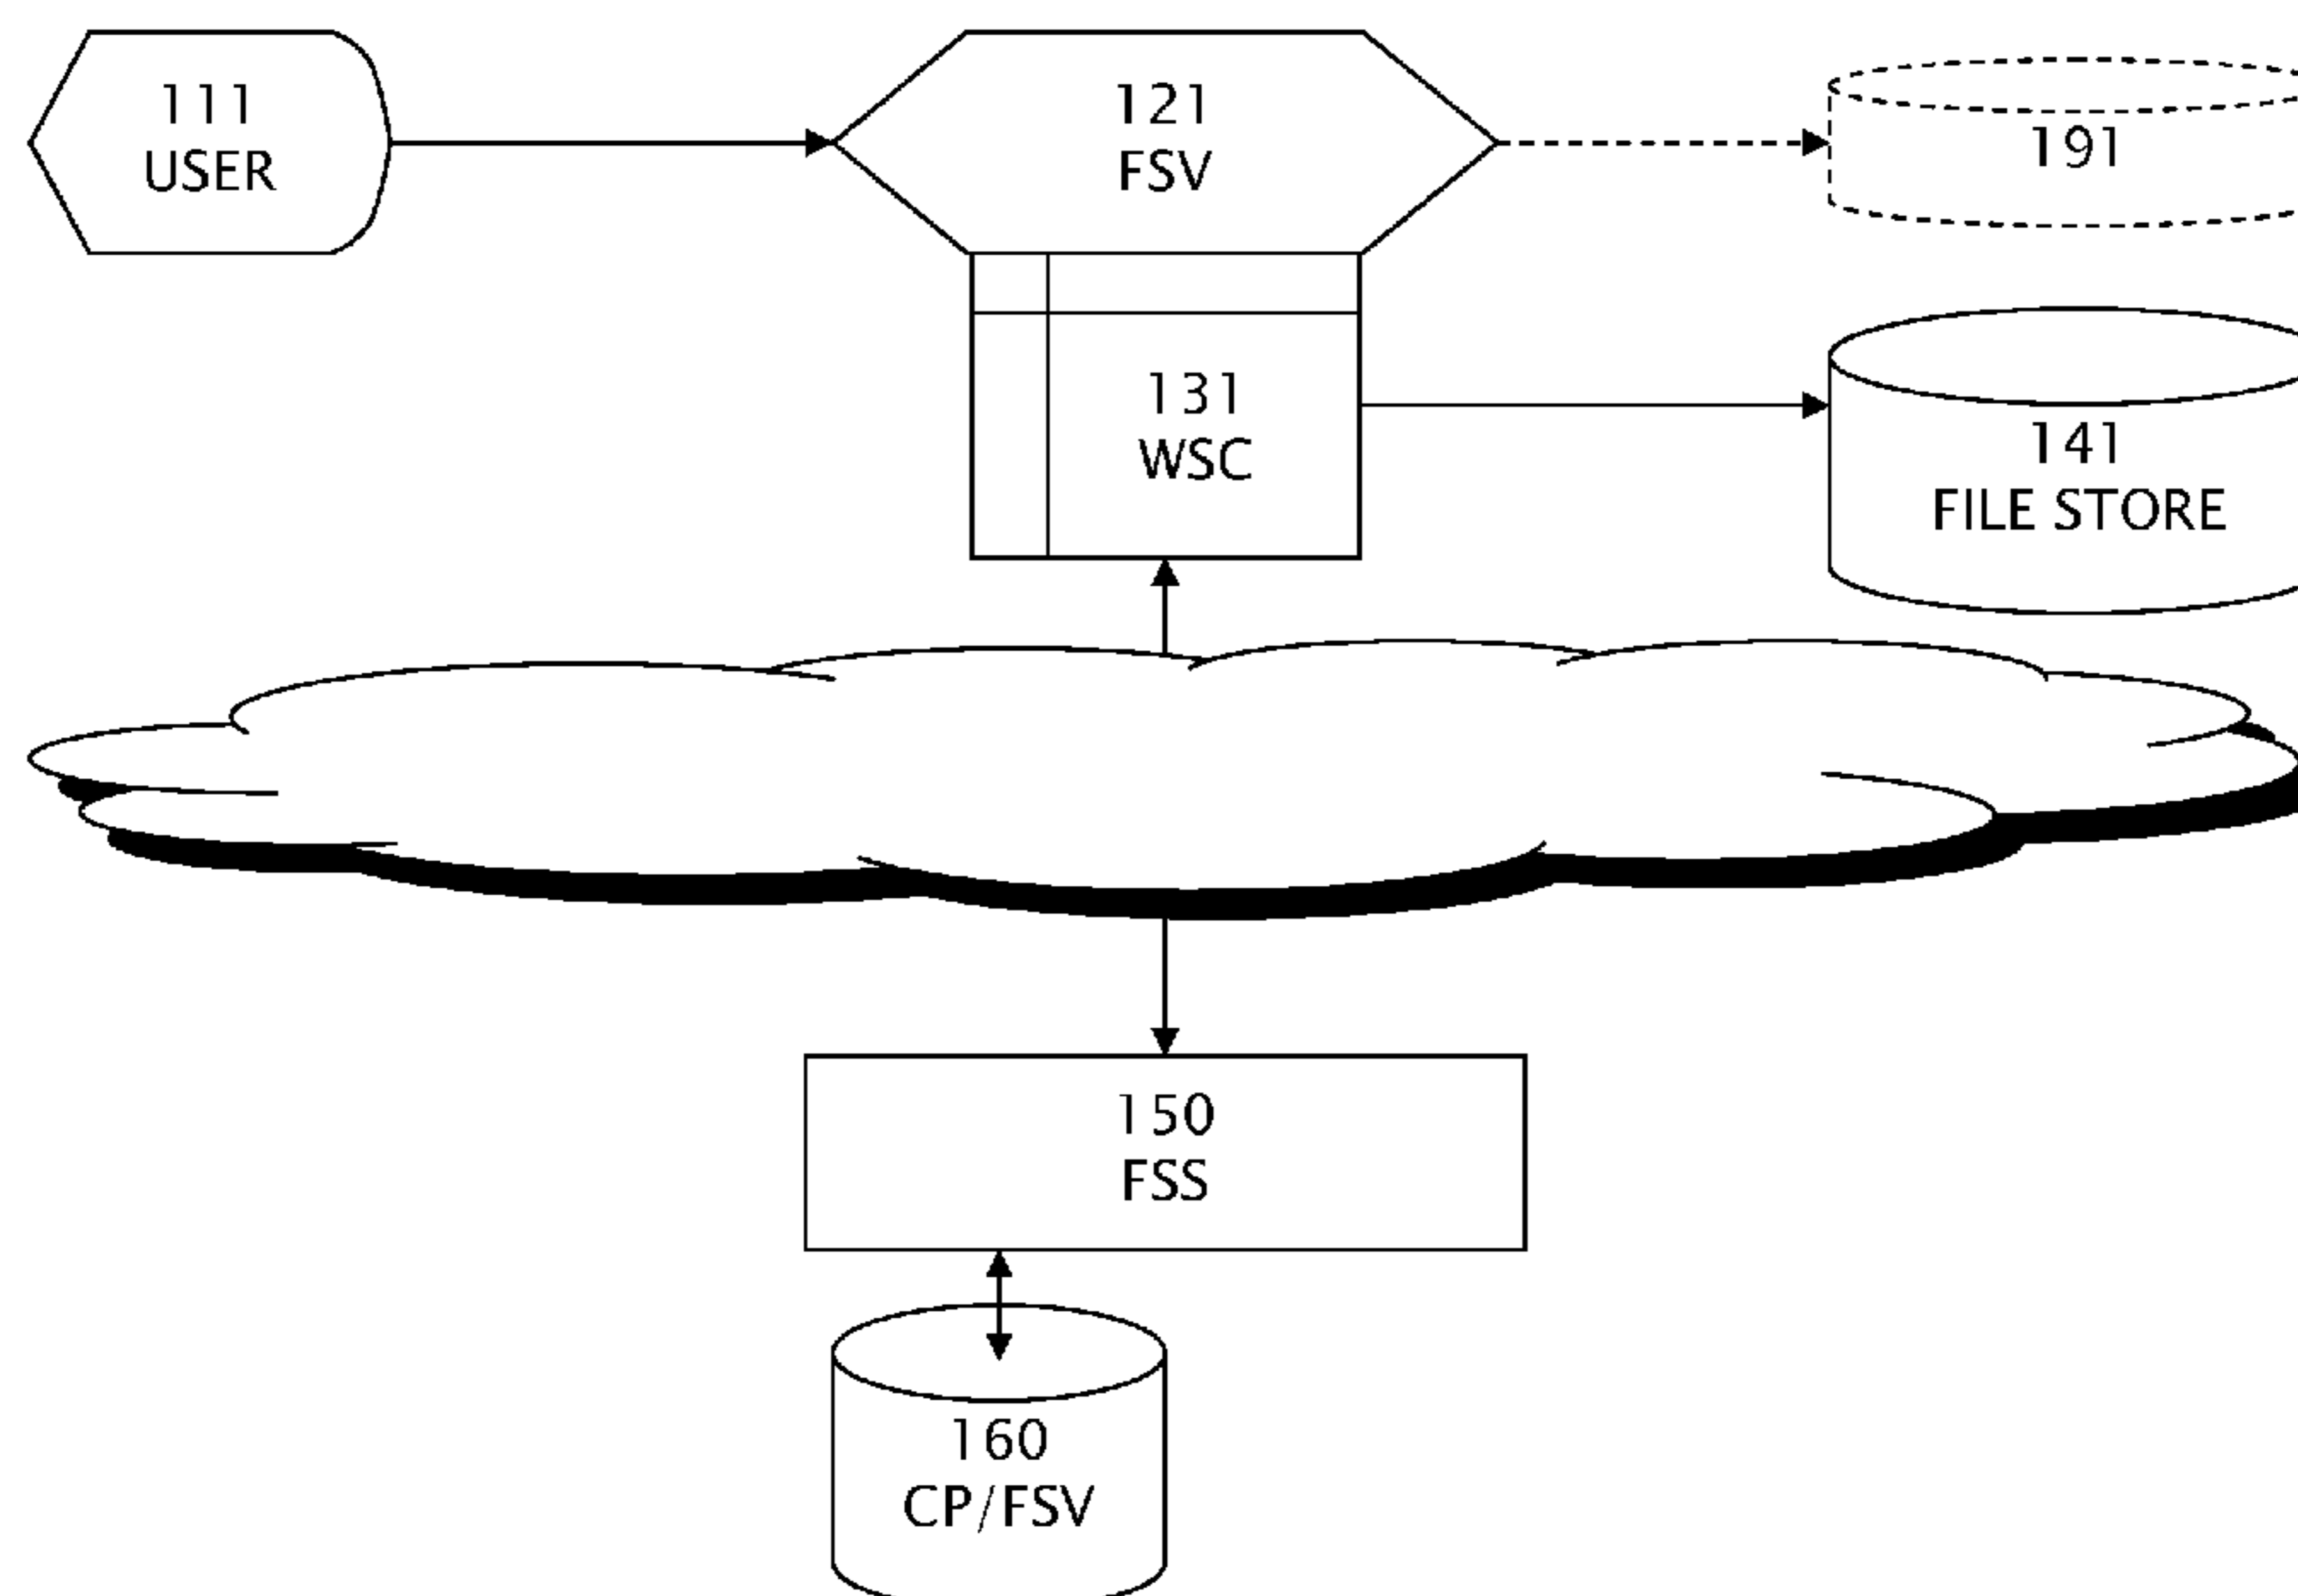 111
USER
121
FSV
191
131
WSC
141
FILE STORE
150
FSS
160
CP/FSV